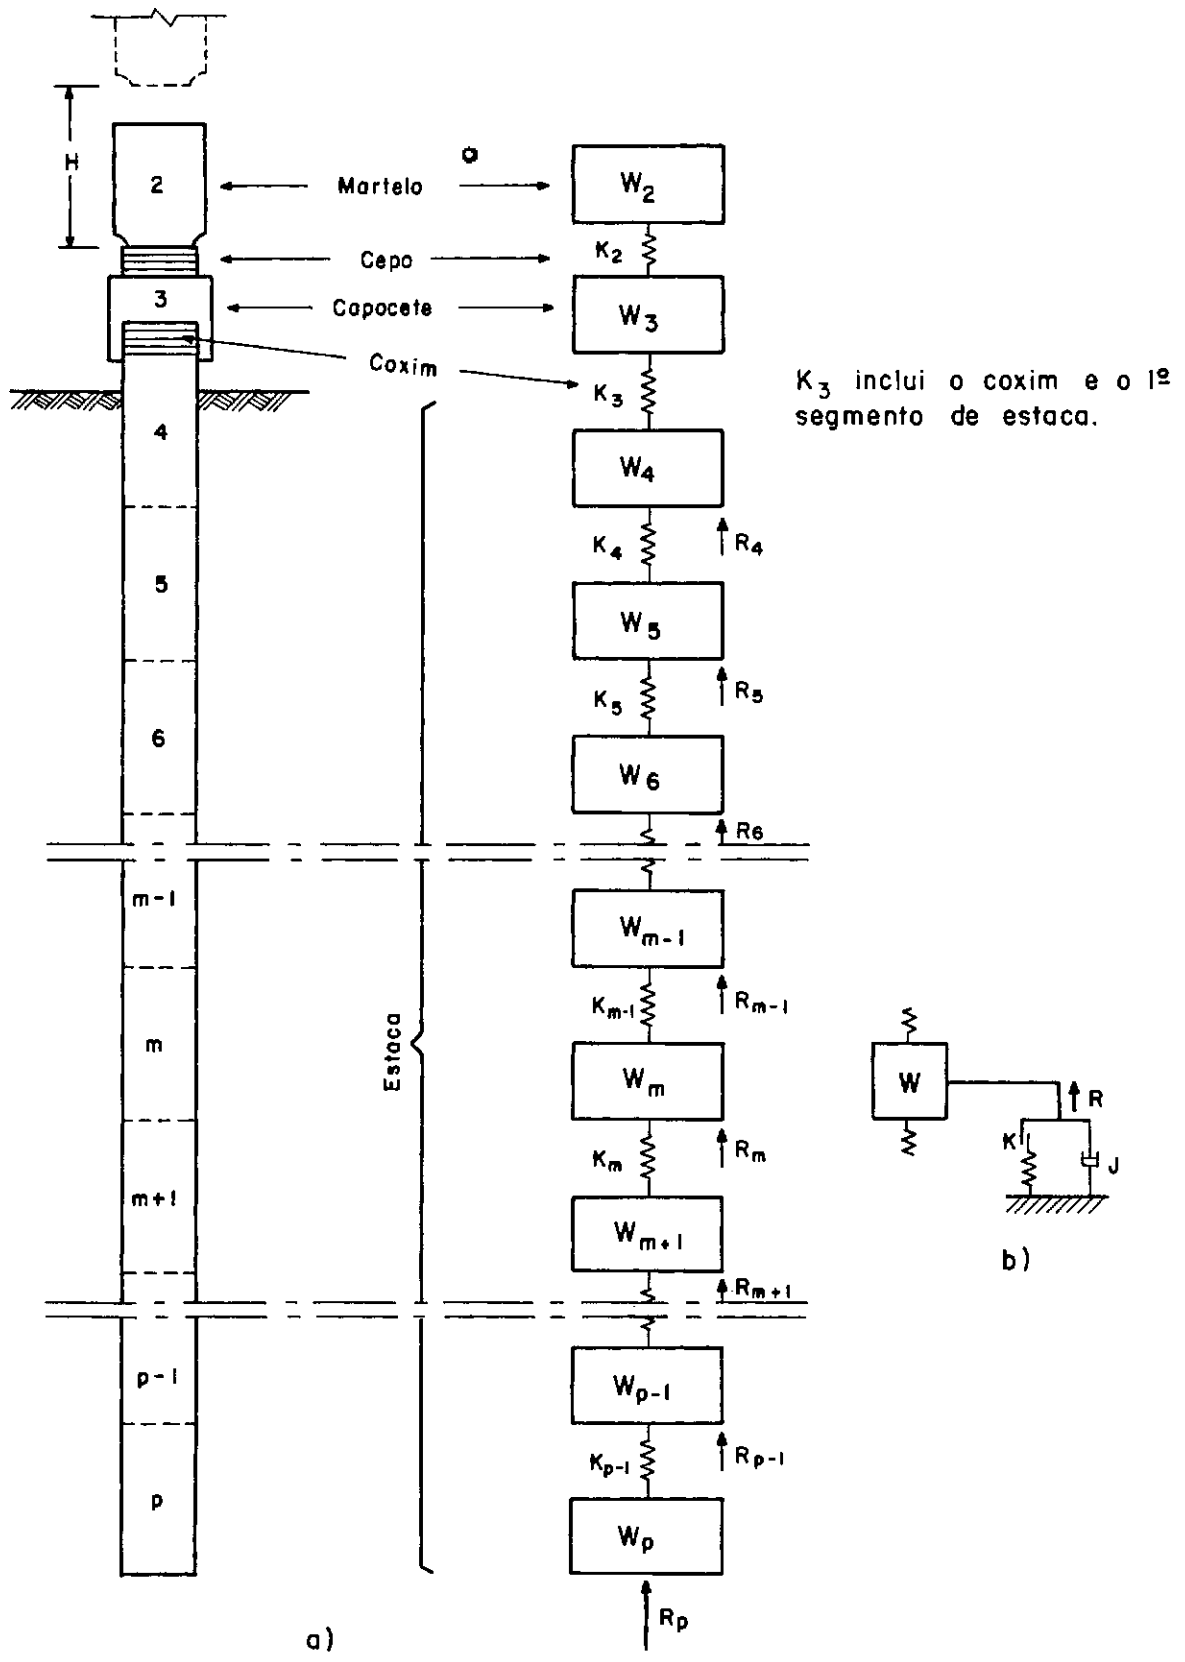 H
2
Martelo
W2
K2
Cepo
3
Capocete
W3
Coxim
K3
K3 inclui o coxim e o 1º
segmento de estaca.
4
W4
K4
R4
5
W5
K5
R5
6
W6
R6
m-1
Wm-1
Km-1
Rm-1
Estaca
m
Wm
Km
Rm
m+1
Wm+1
Rm+1
W
R
K'
J
b)
p-1
Wp-1
Kp-1
Rp-1
p
Wp
Rp
a)